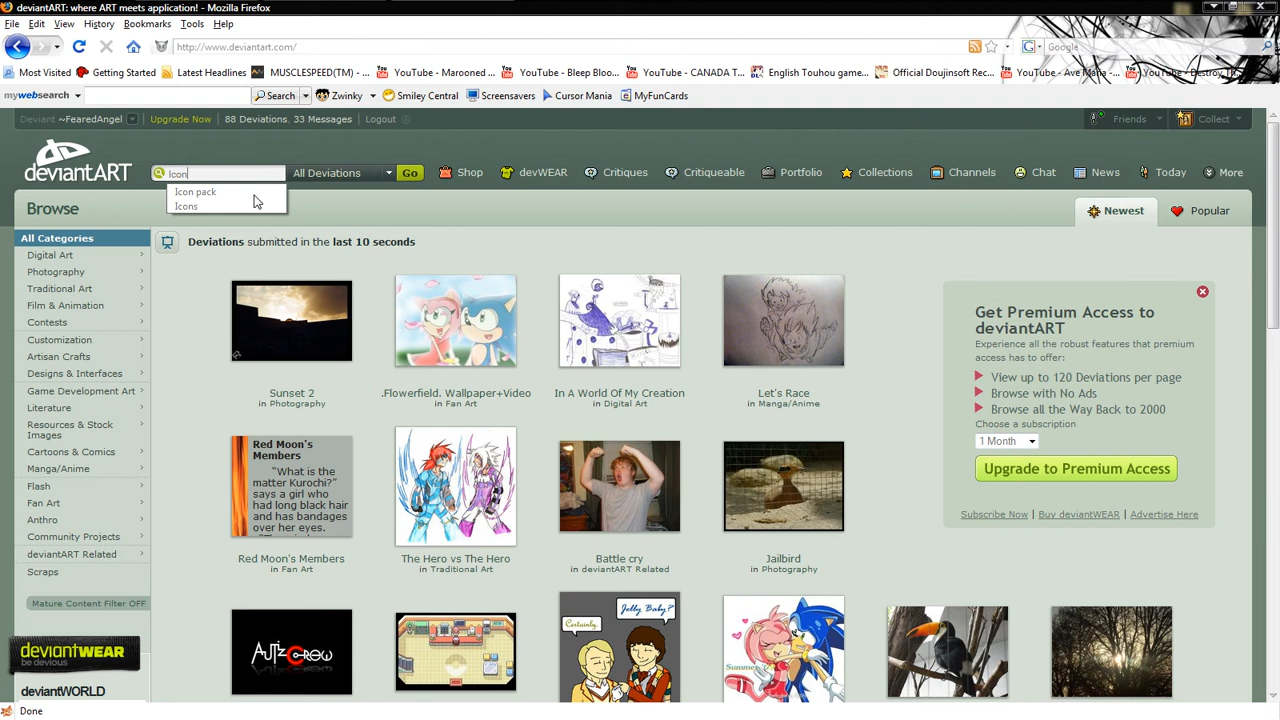 deviantART: where ART meets application! - Mozilla Firefox
File Edit View History Bookmarks Tools Help
http://www.deviantart.com/
Google
Most Visited Getting Started Latest Headlines MUSCLESPEED(TM) - ... YouTube - Marooned ... YouTube - Bleep Bloo... YouTube - CANADA T... English Touhou game... Official Doujinsoft Rek... YouTube - Ave Maria -... YouTube - Destroy Th...
mywebsearch Search Zwinky Smiley Central Screensavers Cursor Mania MyFunCards
Deviant ~FearedAngel Upgrade Now 88 Deviations, 33 Messages Logout Friends Collect
deviantART Icon All Deviations Go Shop devWEAR Critiques Critiqueable Portfolio Collections Channels Chat News Today More
Icon pack
Icons
Browse Newest Popular
All Categories
Digital Art
Photography
Traditional Art
Film & Animation
Contests
Customization
Artisan Crafts
Designs & Interfaces
Game Development Art
Literature
Resources & Stock
Images
Cartoons & Comics
Manga/Anime
Flash
Fan Art
Anthro
Community Projects
deviantART Related
Scraps
Mature Content Filter OFF
deviantWEAR
be devious
deviantWORLD
Deviations submitted in the last 10 seconds
Sunset 2
in Photography
.Flowerfield. Wallpaper+Video
in Fan Art
In A World Of My Creation
in Digital Art
Let's Race
in Manga/Anime
Red Moon's
Members
"What is the
matter Kurochi?"
says a girl who
had long black hair
and has bandages
over her eyes.
Red Moon's Members
in Fan Art
The Hero vs The Hero
in Traditional Art
Battle cry
in deviantART Related
Jailbird
in Photography
Certainly.
Jelly Baby?
Summer
Get Premium Access to
deviantART
Experience all the robust features that premium
access has to offer:
View up to 120 Deviations per page
Browse with No Ads
Browse all the Way Back to 2000
Choose a subscription
1 Month
Upgrade to Premium Access
Subscribe Now | Buy deviantWEAR | Advertise Here
Done